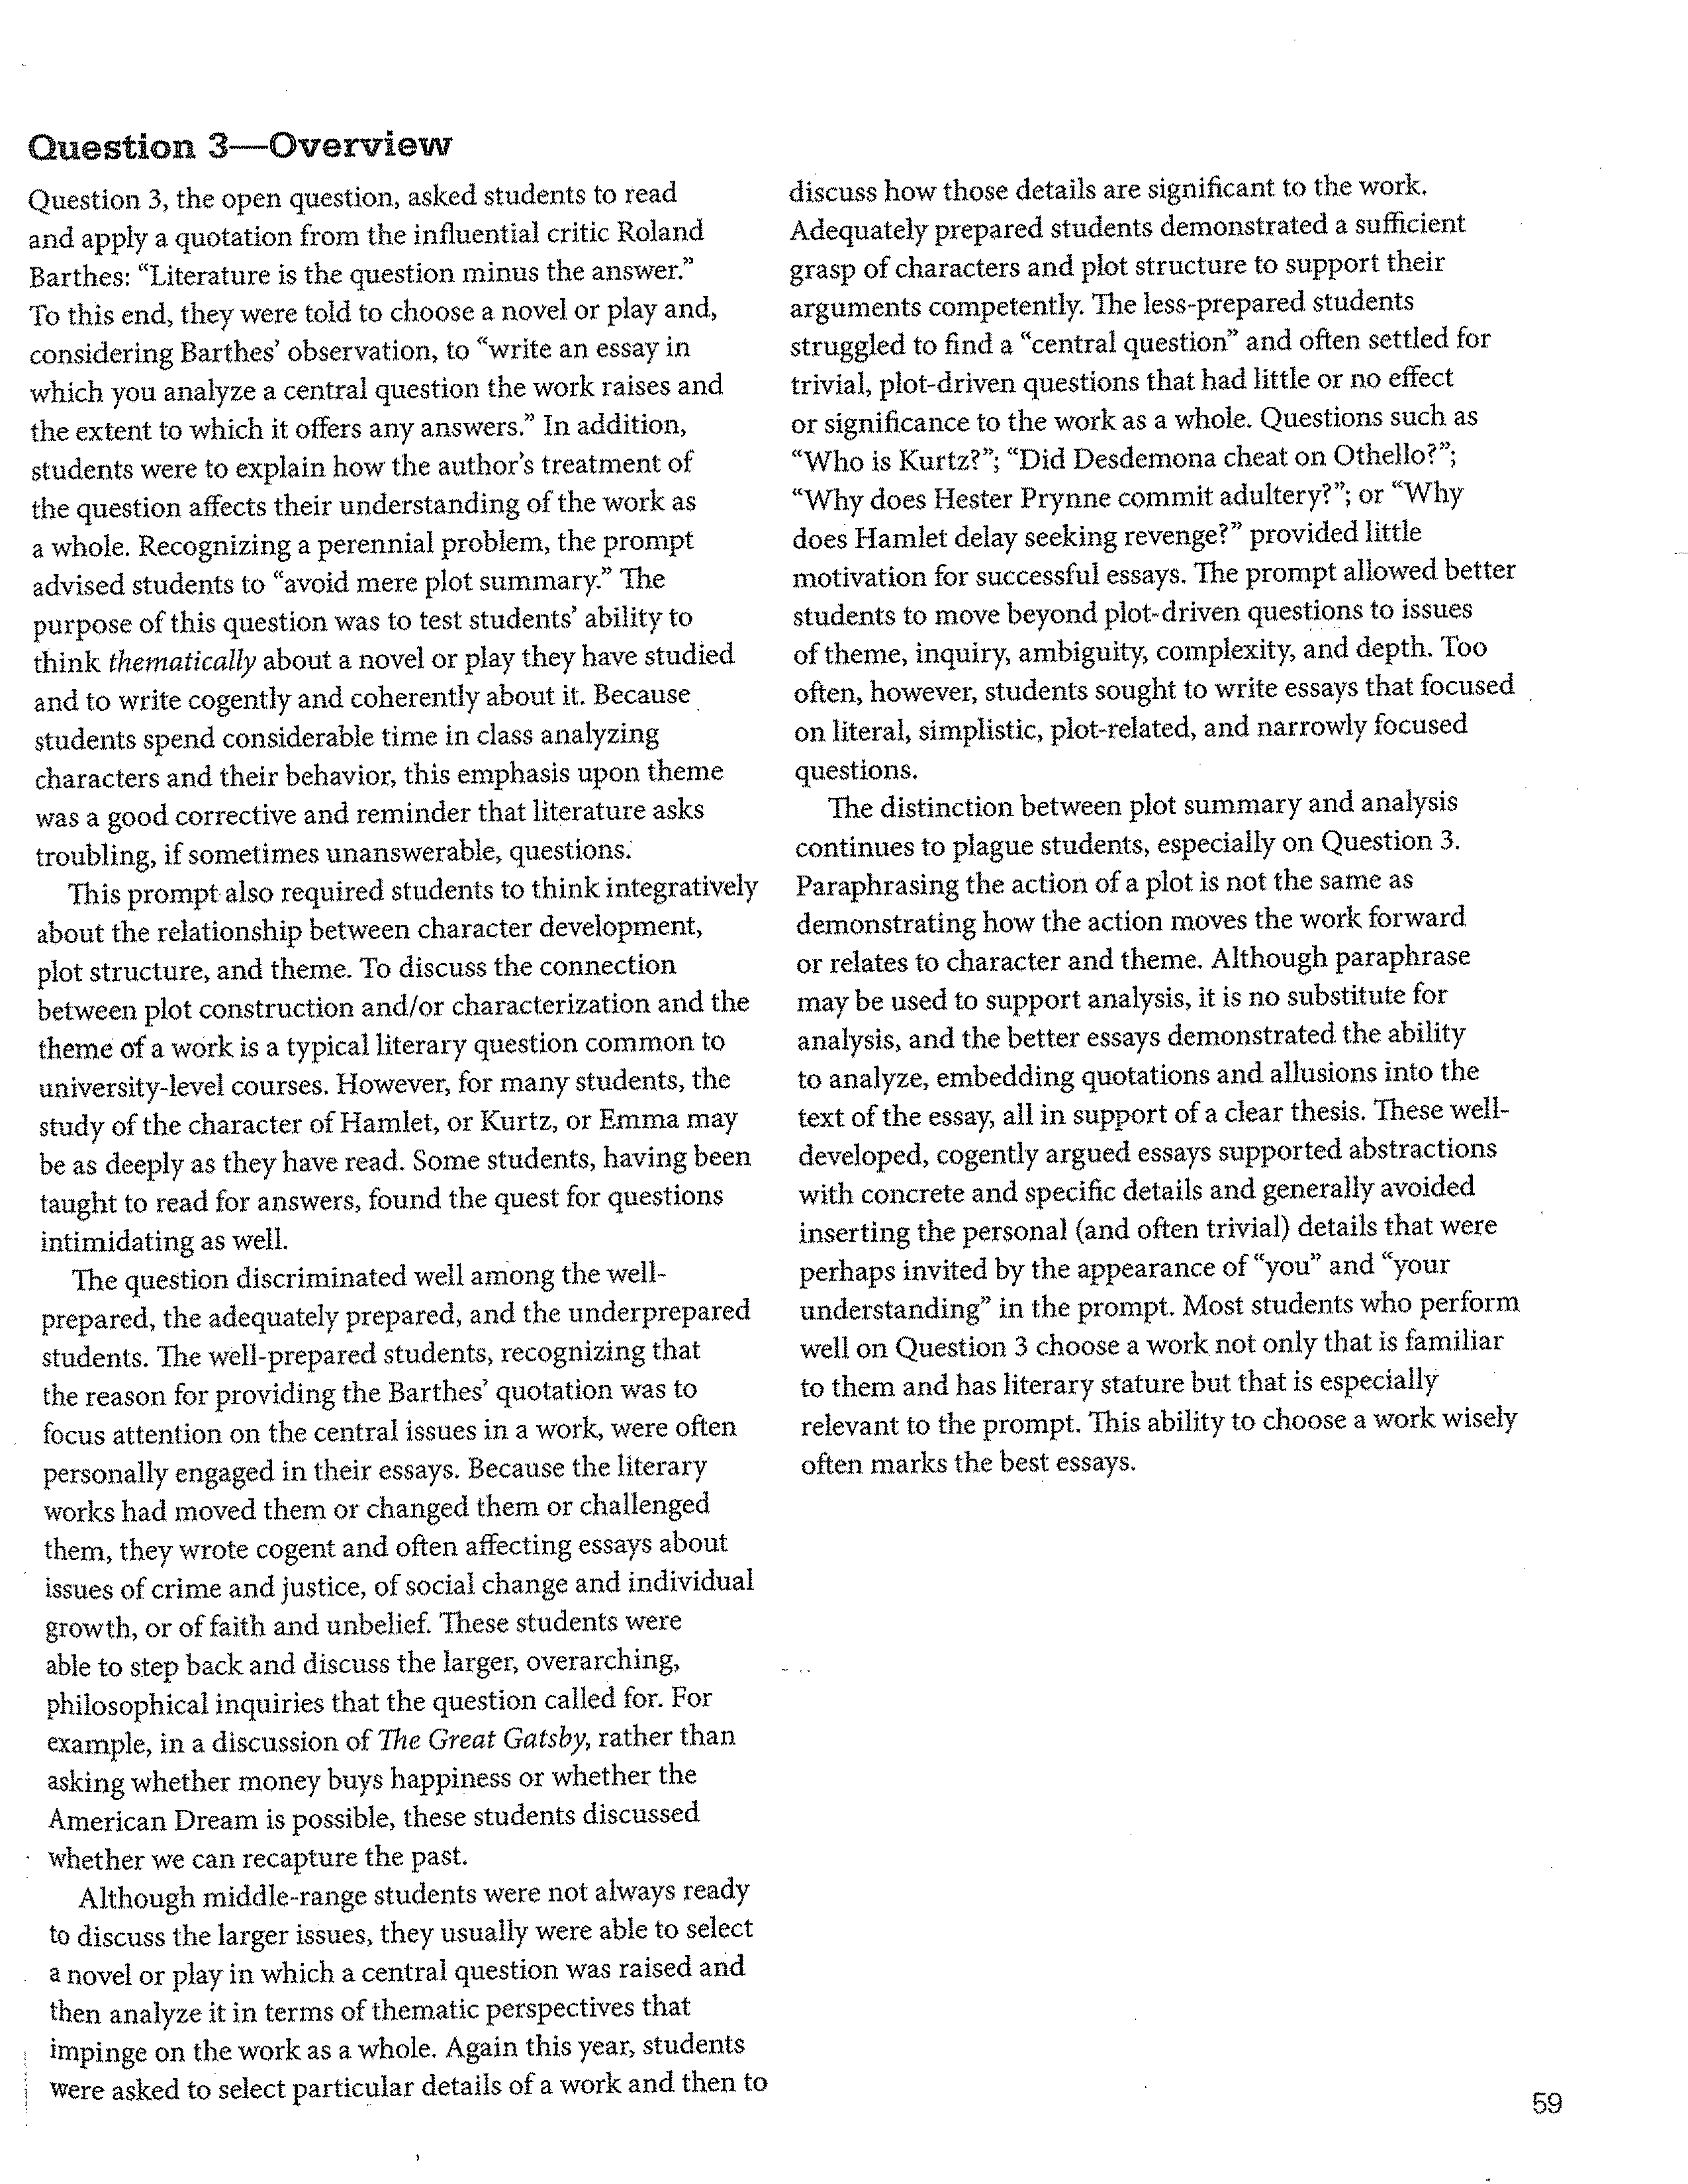 Question 3—Overview
Question 3, the open question, asked students to read
and apply a quotation from the influential critic Roland
Barthes: “Literature is the question minus the answer.”
To this end, they were told to choose a novel or play and,
considering Barthes’ observation, to “write an essay in
which you analyze a central question the work raises and
the extent to which it offers any answers.” In addition,
students were to explain how the author’s treatment of
the question affects their understanding of the work as
a whole. Recognizing a perennial problem, the prompt
advised students to “avoid mere plot summary.” The
purpose of this question was to test students’ ability to
think thematically about a novel or play they have studied
and to write cogently and coherently about it. Because
students spend considerable time in class analyzing
characters and their behavior, this emphasis upon theme
was a good corrective and reminder that literature asks
troubling, if sometimes unanswerable, questions.
This prompt also required students to think integratively
about the relationship between character development,
plot structure, and theme. To discuss the connection
between plot construction and/or characterization and the
theme of a work is a typical literary question common to
university-level courses. However, for many students, the
study of the character of Hamlet, or Kurtz, or Emma may
be as deeply as they have read. Some students, having been
taught to read for answers, found the quest for questions
intimidating as well.
The question discriminated well among the well-
prepared, the adequately prepared, and the underprepared
students. The well-prepared students, recognizing that
the reason for providing the Barthes’ quotation was to
focus attention on the central issues in a work, were often
personally engaged in their essays. Because the literary
works had moved them or changed them or challenged
them, they wrote cogent and often affecting essays about
issues of crime and justice, of social change and individual
growth, or of faith and unbelief. These students were
able to step back and discuss the larger, overarching,
philosophical inquiries that the question called for. For
example, in a discussion of The Great Gatsby, rather than
asking whether money buys happiness or whether the
American Dream is possible, these students discussed
whether we can recapture the past.
Although middle-range students were not always ready
to discuss the larger issues, they usually were able to select
a novel or play in which a central question was raised and
then analyze it in terms of thematic perspectives that
impinge on the work as a whole. Again this year, students
were asked to select particular details of a work and then to
discuss how those details are significant to the work.
Adequately prepared students demonstrated a sufficient
grasp of characters and plot structure to support their
arguments competently. The less-prepared students
struggled to find a “central question” and often settled for
trivial, plot-driven questions that had little or no effect
or significance to the work as a whole. Questions such as
“Who is Kurtz?”; “Did Desdemona cheat on Othello?”;
“Why does Hester Prynne commit adultery?”; or “Why
does Hamlet delay seeking revenge?” provided little
motivation for successful essays. The prompt allowed better
students to move beyond plot-driven questions to issues
of theme, inquiry, ambiguity, complexity, and depth. Too
often, however, students sought to write essays that focused
on literal, simplistic, plot-related, and narrowly focused
questions.
The distinction between plot summary and analysis
continues to plague students, especially on Question 3.
Paraphrasing the action of a plot is not the same as
demonstrating how the action moves the work forward
or relates to character and theme. Although paraphrase
may be used to support analysis, it is no substitute for
analysis, and the better essays demonstrated the ability
to analyze, embedding quotations and allusions into the
text of the essay, all in support of a clear thesis. These well-
developed, cogently argued essays supported abstractions
with concrete and specific details and generally avoided
inserting the personal (and often trivial) details that were
perhaps invited by the appearance of “you” and “your
understanding” in the prompt. Most students who perform
well on Question 3 choose a work not only that is familiar
to them and has literary stature but that is especially
relevant to the prompt. This ability to choose a work wisely
often marks the best essays.
59